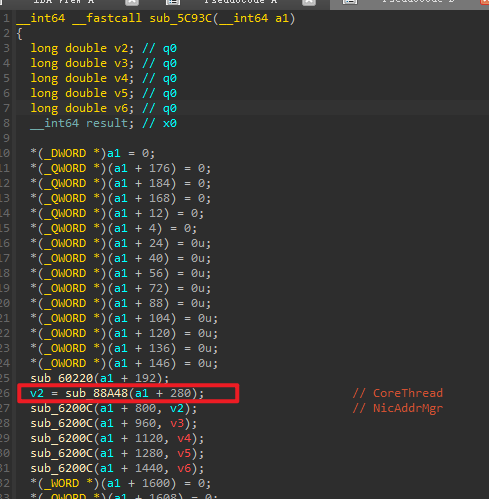 1 __int64 __fastcall sub_5C93C(__int64 a1)
2 {
3 long double v2; // q0
4 long double v3; // q0
5 long double v4; // q0
6 long double v5; // q0
7 long double v6; // q0
8 __int64 result; // x0
9
10 *(_DWORD *)a1 = 0;
11 *(_QWORD *)(a1 + 176) = 0;
12 *(_QWORD *)(a1 + 184) = 0;
13 *(_QWORD *)(a1 + 168) = 0;
14 *(_QWORD *)(a1 + 12) = 0;
15 *(_QWORD *)(a1 + 4) = 0;
16 *(_OWORD *)(a1 + 24) = 0u;
17 *(_OWORD *)(a1 + 40) = 0u;
18 *(_OWORD *)(a1 + 56) = 0u;
19 *(_OWORD *)(a1 + 72) = 0u;
20 *(_OWORD *)(a1 + 88) = 0u;
21 *(_OWORD *)(a1 + 104) = 0u;
22 *(_OWORD *)(a1 + 120) = 0u;
23 *(_OWORD *)(a1 + 136) = 0u;
24 *(_OWORD *)(a1 + 146) = 0u;
25 sub_60220(a1 + 192);
26 v2 = sub_88A48(a1 + 280); // CoreThread
27 sub_6200C(a1 + 800, v2); // NicAddrMgr
28 sub_6200C(a1 + 960, v3);
29 sub_6200C(a1 + 1120, v4);
30 sub_6200C(a1 + 1280, v5);
31 sub_6200C(a1 + 1440, v6);
32 *(_WORD *)(a1 + 1600) = 0;
33 *(_QWORD *)(a1 + 1608) = 0;